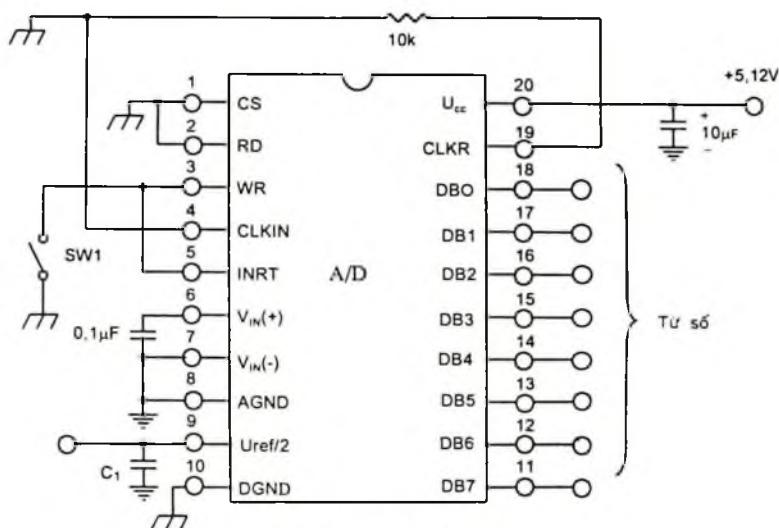 10k
+5,12V
1
CS
20
Ucc
+
10µF
-
2
RD
19
CLKR
3
WR
18
DBO
4
CLKIN
17
DB1
SW1
5
INRT
A/D
16
DB2
6
VIN(+)
15
DB3
Từ số
0,1µF
7
VIN(-)
14
DB4
8
AGND
13
DB5
9
Uref/2
12
DB6
C1
10
DGND
11
DB7